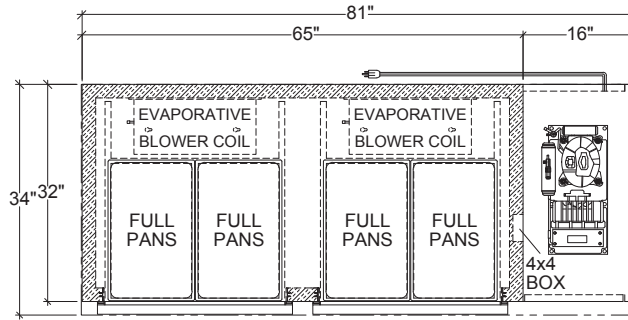 81"
65"
16"
34"
32"
EVAPORATIVE
BLOWER COIL
EVAPORATIVE
BLOWER COIL
FULL
PANS
FULL
PANS
FULL
PANS
FULL
PANS
4x4
BOX